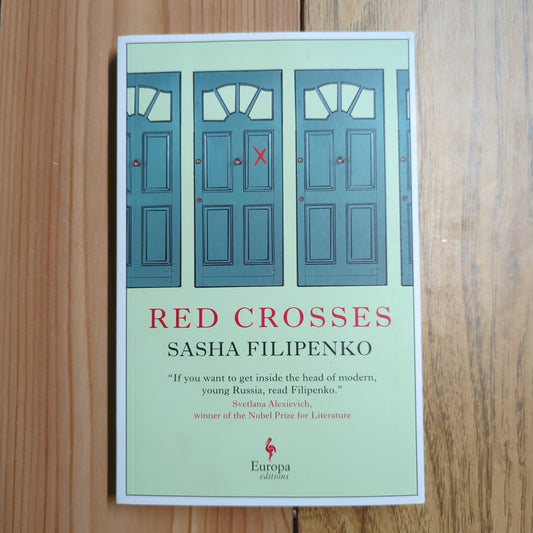 RED CROSSES
SASHA FILIPENKO
“If you want to get inside the head of modern,
young Russia, read Filipenko.”
Svetlana Alexievich,
winner of the Nobel Prize for Literature
Europa
editions